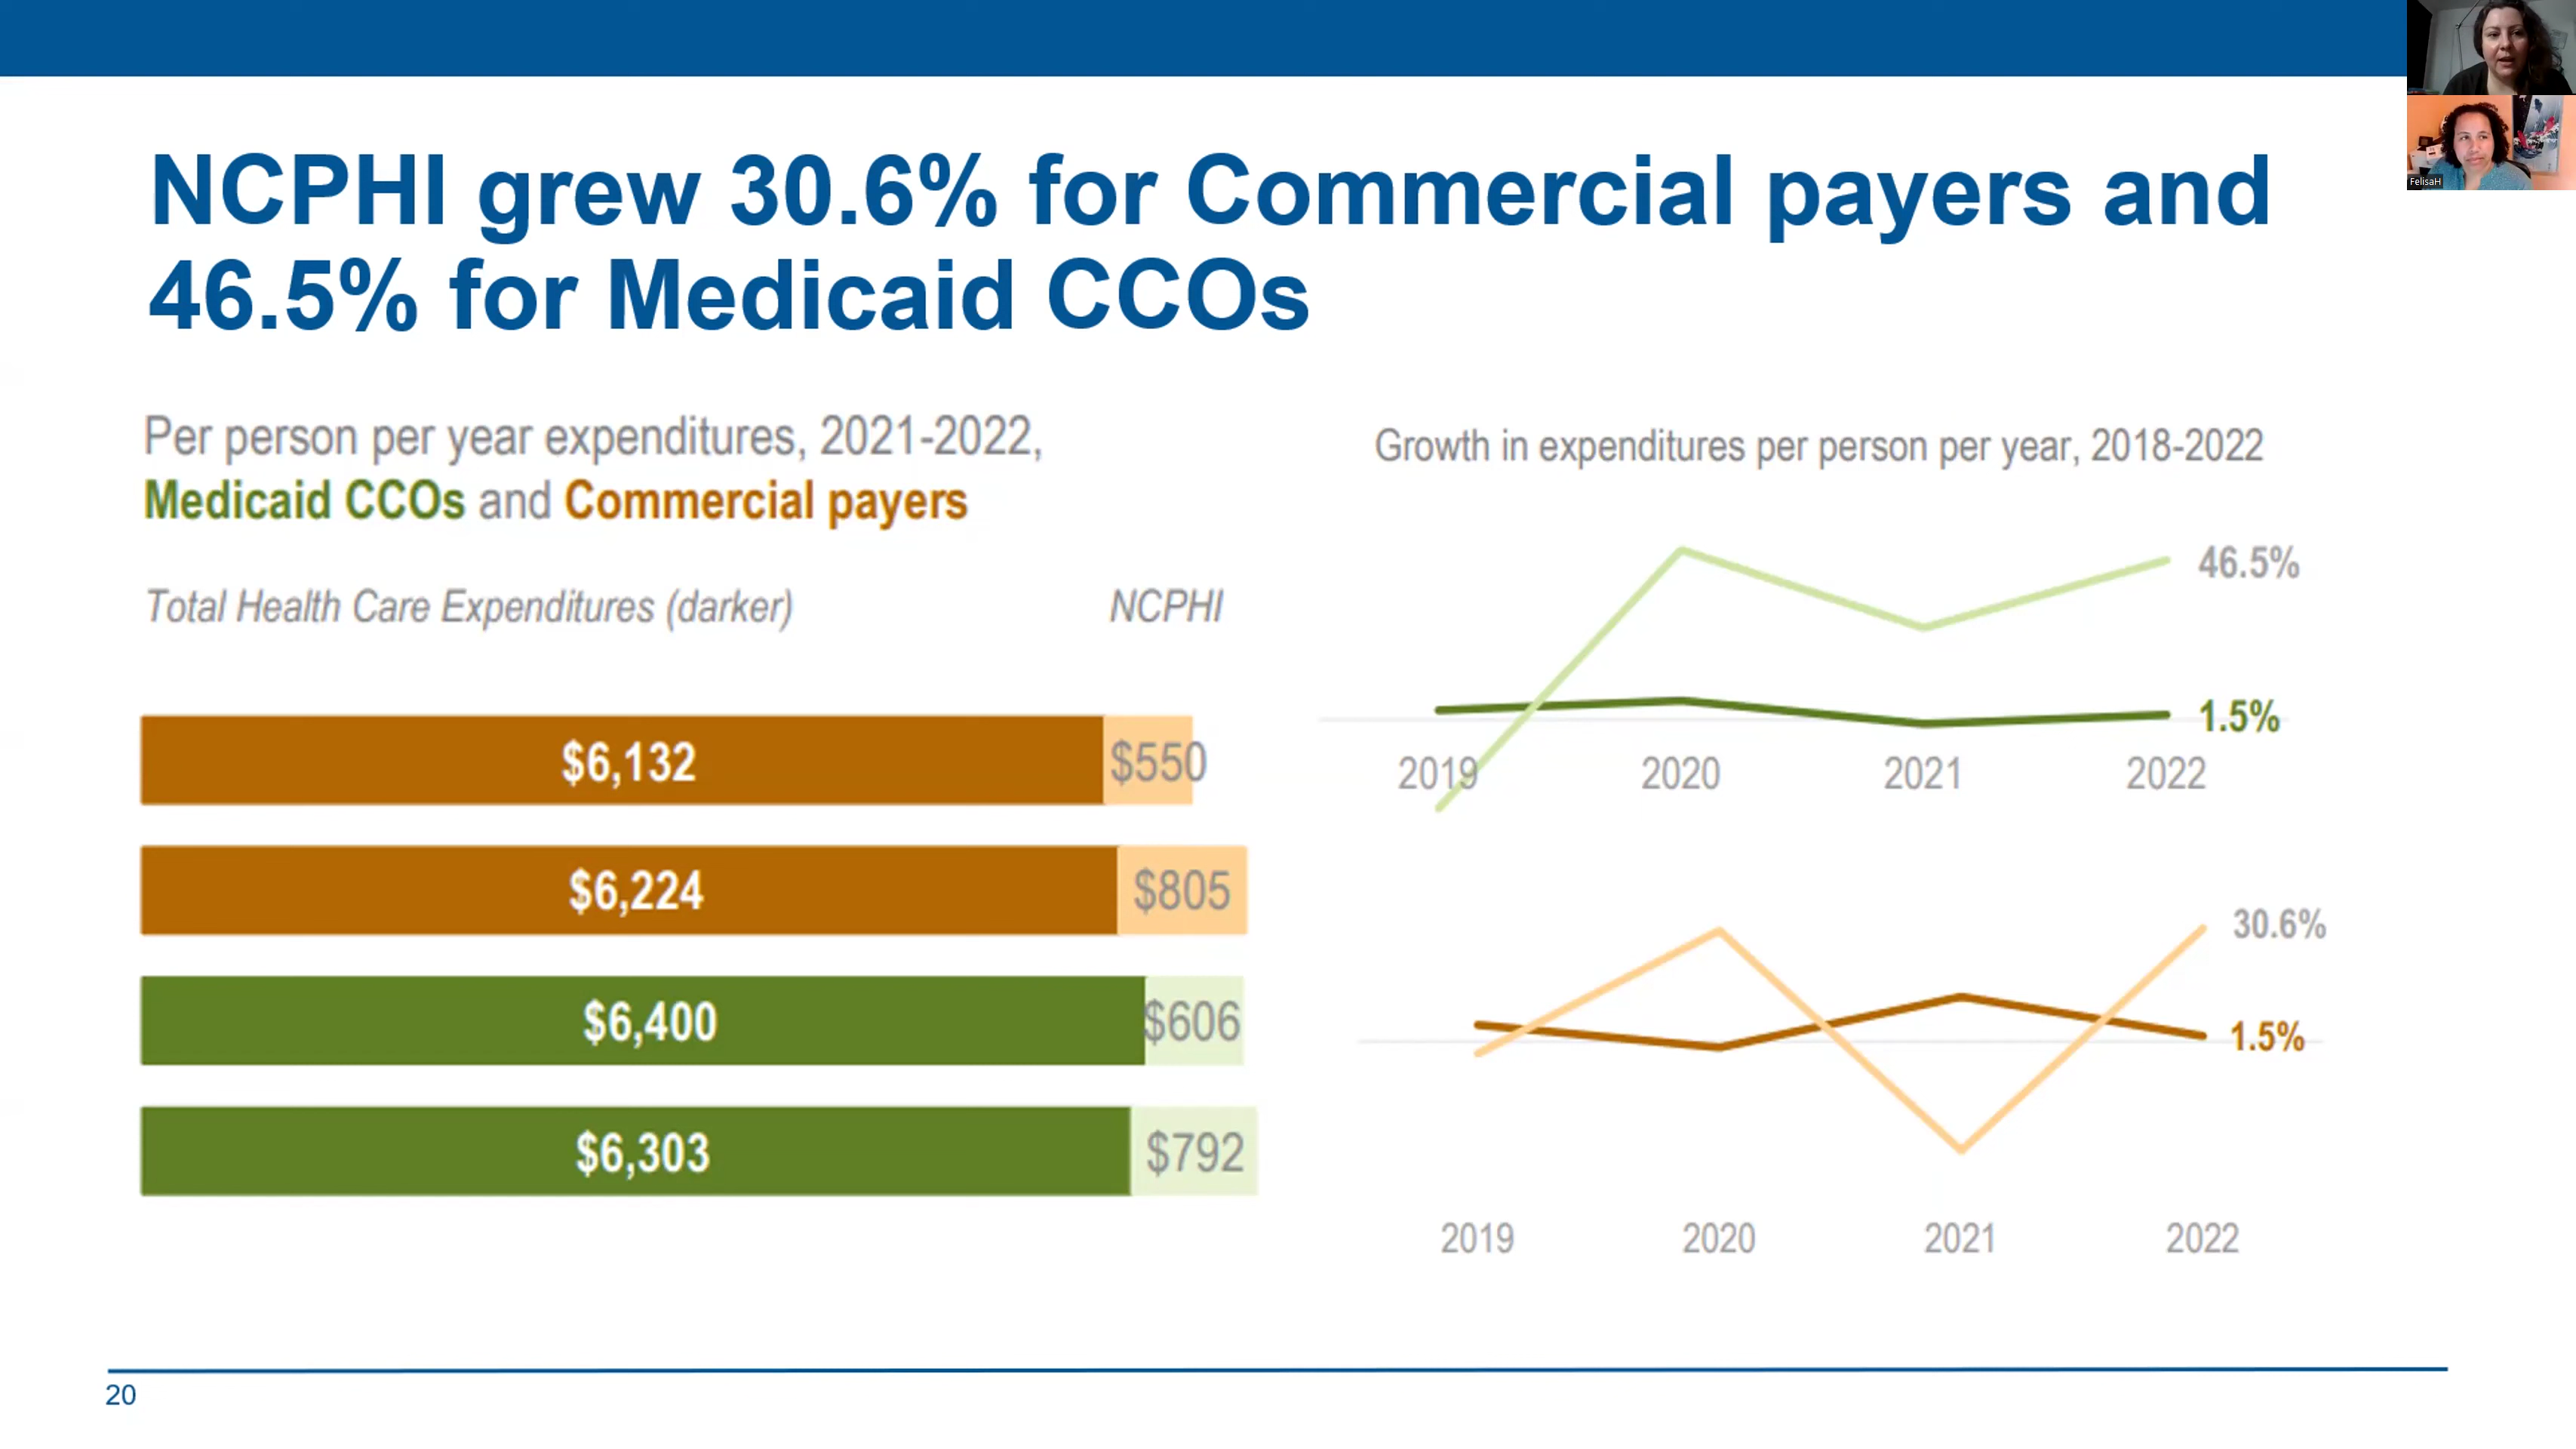 FelisaH
NCPHI grew 30.6% for Commercial payers and
46.5% for Medicaid CCOs
Per person per year expenditures, 2021-2022,
Medicaid CCOs and Commercial payers
Total Health Care Expenditures (darker) NCPHI
$6,132 $550
$6,224 $805
$6,400 $606
$6,303 $792
Growth in expenditures per person per year, 2018-2022
46.5%
1.5%
2019 2020 2021 2022
30.6%
1.5%
2019 2020 2021 2022
20